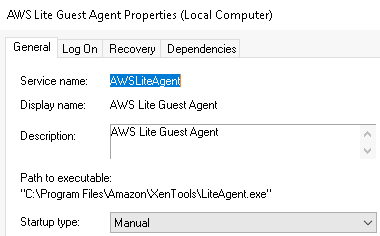 AWS Lite Guest Agent Properties (Local Computer)
General Log On Recovery Dependencies
Service name: AWSLiteAgent
Display name: AWS Lite Guest Agent
Description: AWS Lite Guest Agent
Path to executable:
"C:\Program Files\Amazon\XenTools\LiteAgent.exe"
Startup type: Manual